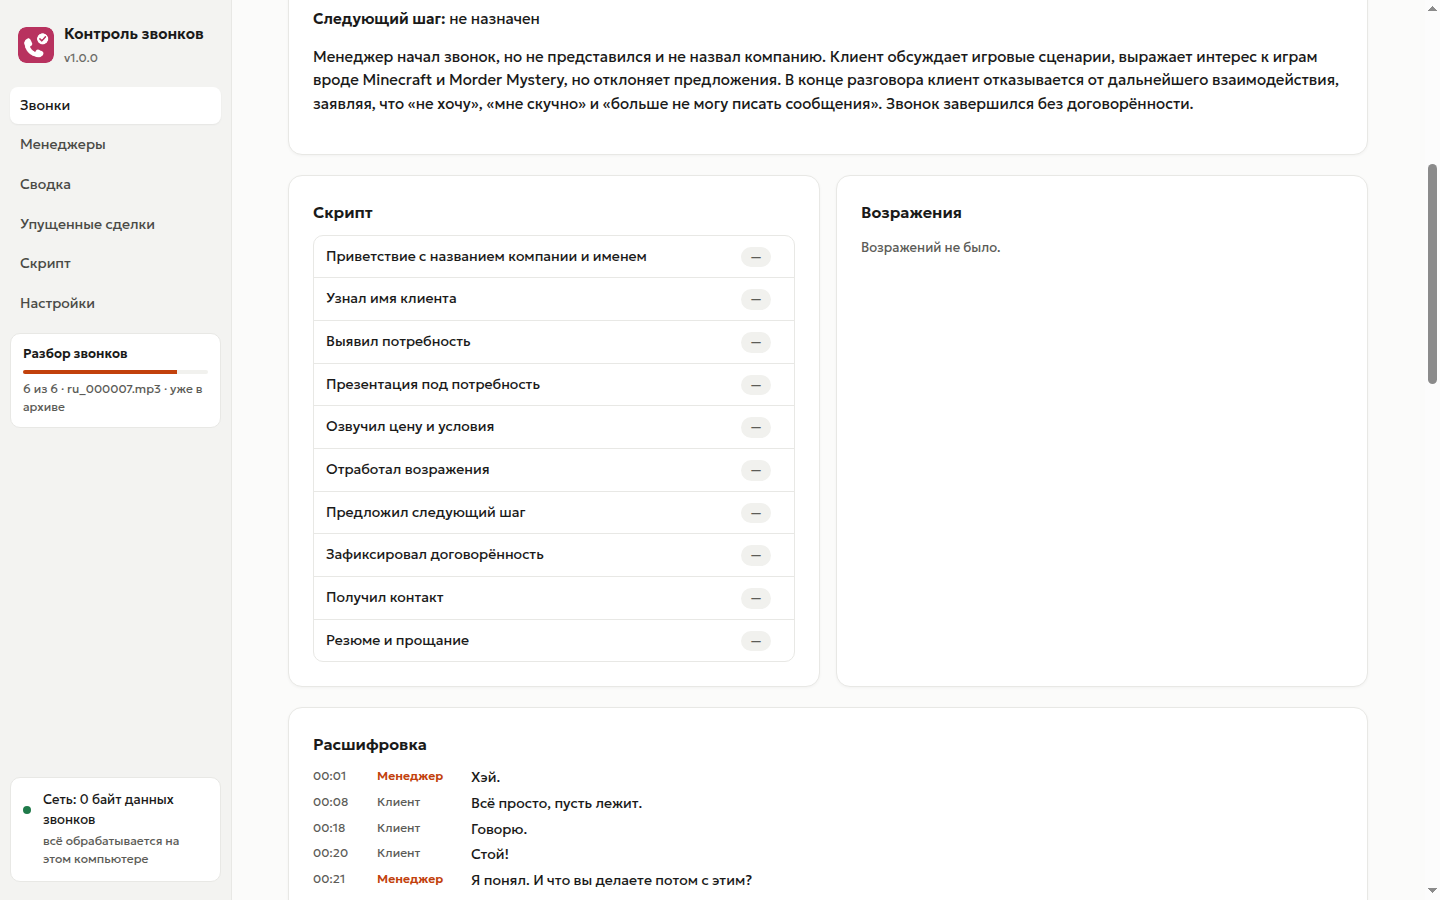 Контроль звонков
v1.0.0
Звонки
Менеджеры
Сводка
Упущенные сделки
Скрипт
Настройки
Разбор звонков
6 из 6 · ru_000007.mp3 · уже в
архиве
Сеть: 0 байт данных
звонков
всё обрабатывается на
этом компьютере
Следующий шаг: не назначен
Менеджер начал звонок, но не представился и не назвал компанию. Клиент обсуждает игровые сценарии, выражает интерес к играм
вроде Minecraft и Morder Mystery, но отклоняет предложения. В конце разговора клиент отказывается от дальнейшего взаимодействия,
заявляя, что «не хочу», «мне скучно» и «больше не могу писать сообщения». Звонок завершился без договорённости.
Скрипт
Приветствие с названием компании и именем —
Узнал имя клиента —
Выявил потребность —
Презентация под потребность —
Озвучил цену и условия —
Отработал возражения —
Предложил следующий шаг —
Зафиксировал договорённость —
Получил контакт —
Резюме и прощание —
Возражения
Возражений не было.
Расшифровка
00:01 Менеджер Хэй.
00:08 Клиент Всё просто, пусть лежит.
00:18 Клиент Говорю.
00:20 Клиент Стой!
00:21 Менеджер Я понял. И что вы делаете потом с этим?